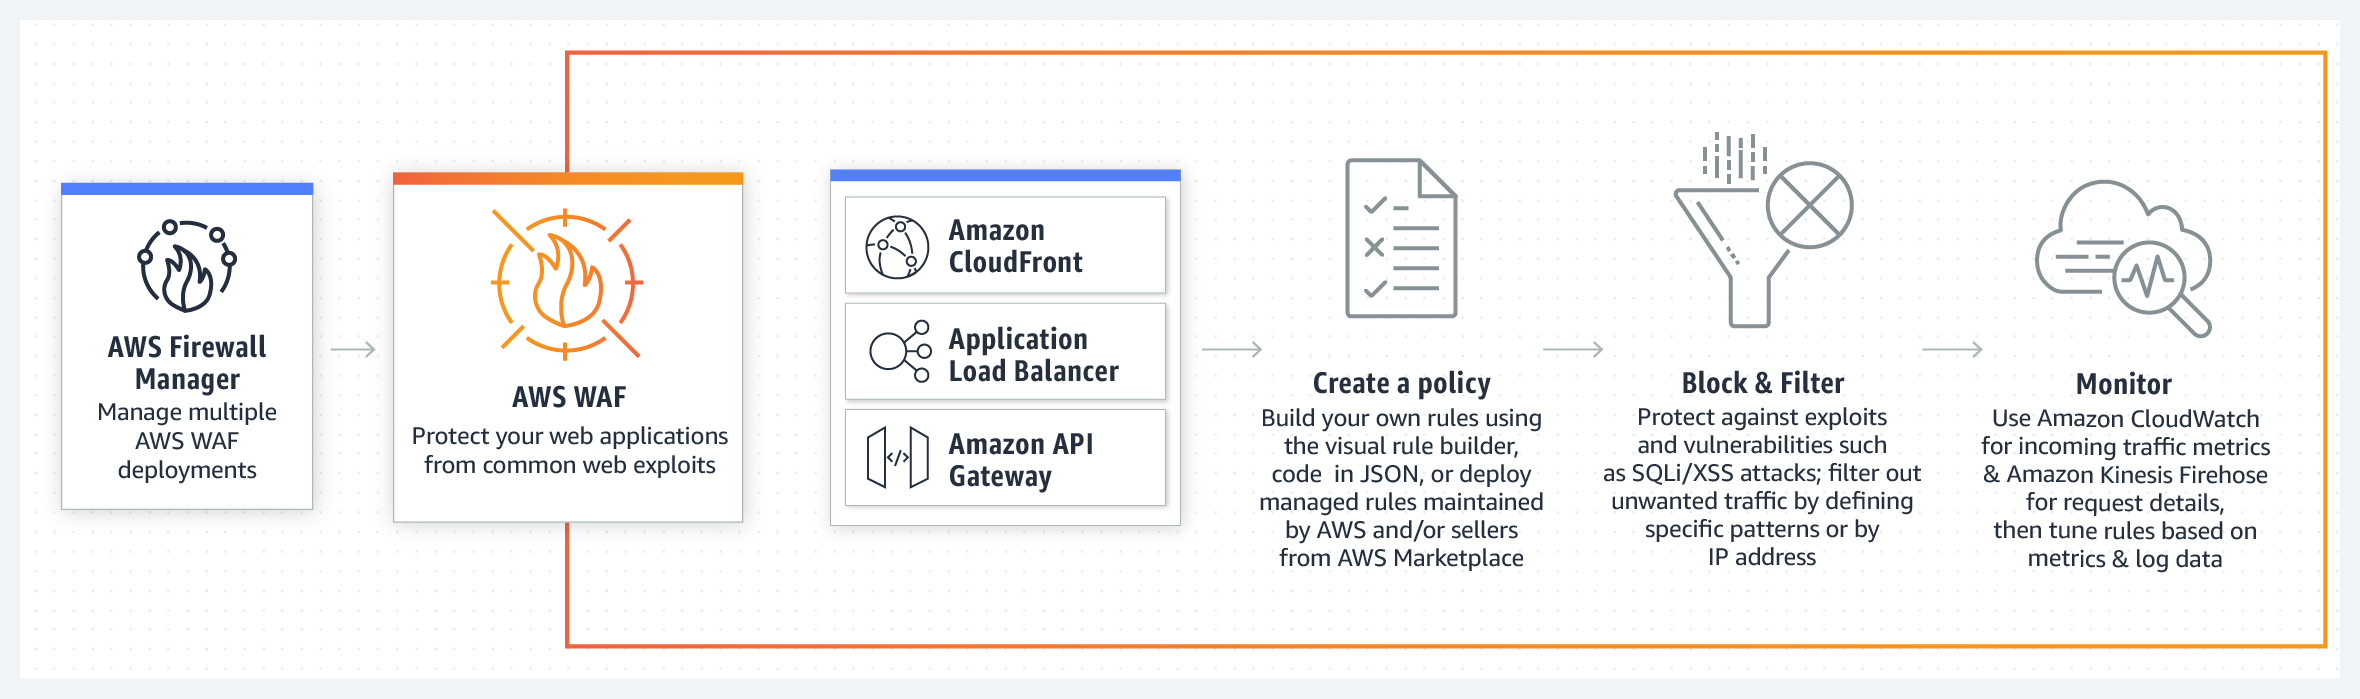 AWS Firewall
Manager
Manage multiple
AWS WAF
deployments
AWS WAF
Protect your web applications
from common web exploits
Amazon
CloudFront
Application
Load Balancer
</>
Amazon API
Gateway
Create a policy
Build your own rules using
the visual rule builder,
code in JSON, or deploy
managed rules maintained
by AWS and/or sellers
from AWS Marketplace
Block & Filter
Protect against exploits
and vulnerabilities such
as SQLi/XSS attacks; filter out
unwanted traffic by defining
specific patterns or by
IP address
Monitor
Use Amazon CloudWatch
for incoming traffic metrics
& Amazon Kinesis Firehose
for request details,
then tune rules based on
metrics & log data